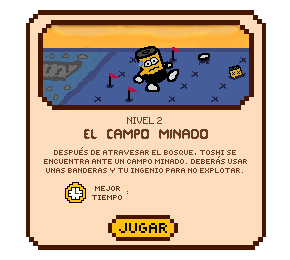 NIVEL 2
EL CAMPO MINADO
DESPUÉS DE ATRAVESAR EL BOSQUE, TOSHI SE
ENCUENTRA ANTE UN CAMPO MINADO. DEBERÁS USAR
UNAS BANDERAS Y TU INGENIO PARA NO EXPLOTAR.
MEJOR :
TIEMPO
JUGAR